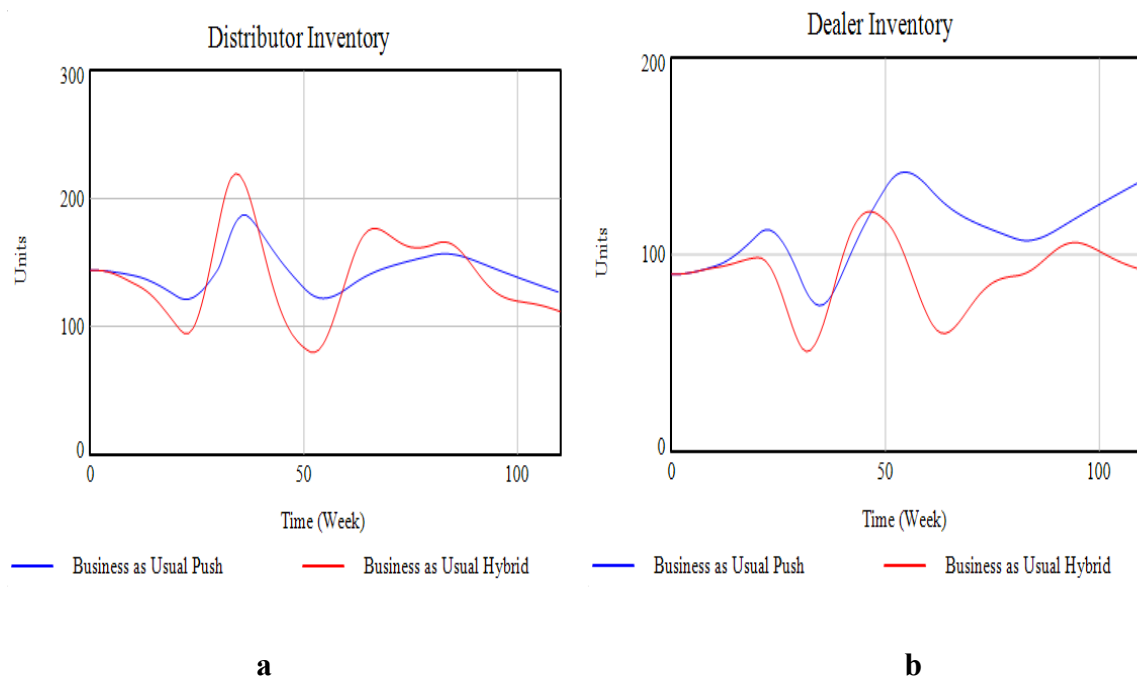 Distributor Inventory
300
200
100
0
Units
0 50 100
Time (Week)
Business as Usual Push Business as Usual Hybrid
a
Dealer Inventory
200
100
0
Units
0 50 100
Time (Week)
Business as Usual Push Business as Usual Hybrid
b